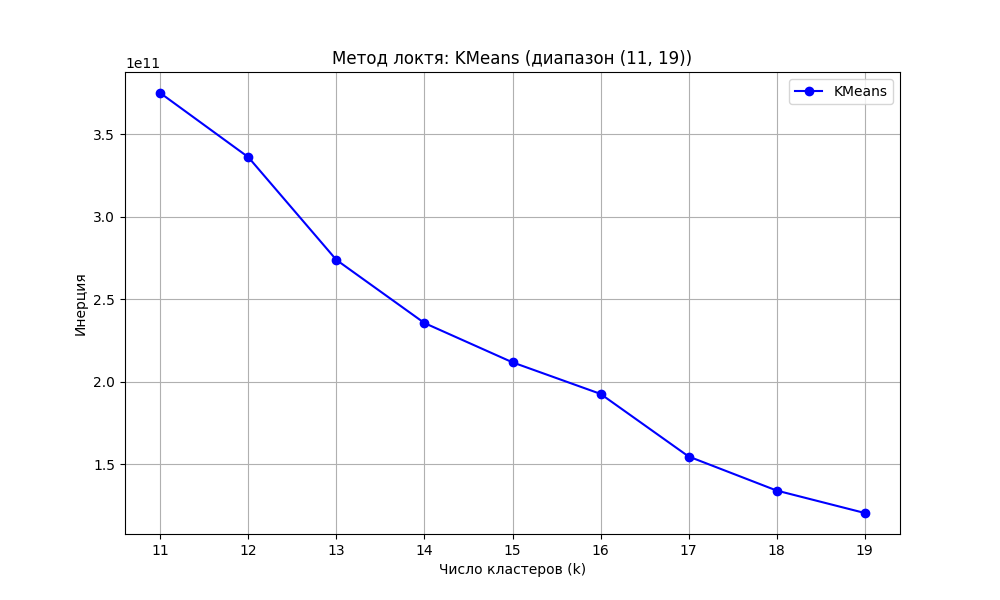 Метод локтя: KMeans (диапазон (11, 19))
1e11
KMeans
3.5
3.0
2.5
2.0
1.5
Инерция
11 12 13 14 15 16 17 18 19
Число кластеров (k)